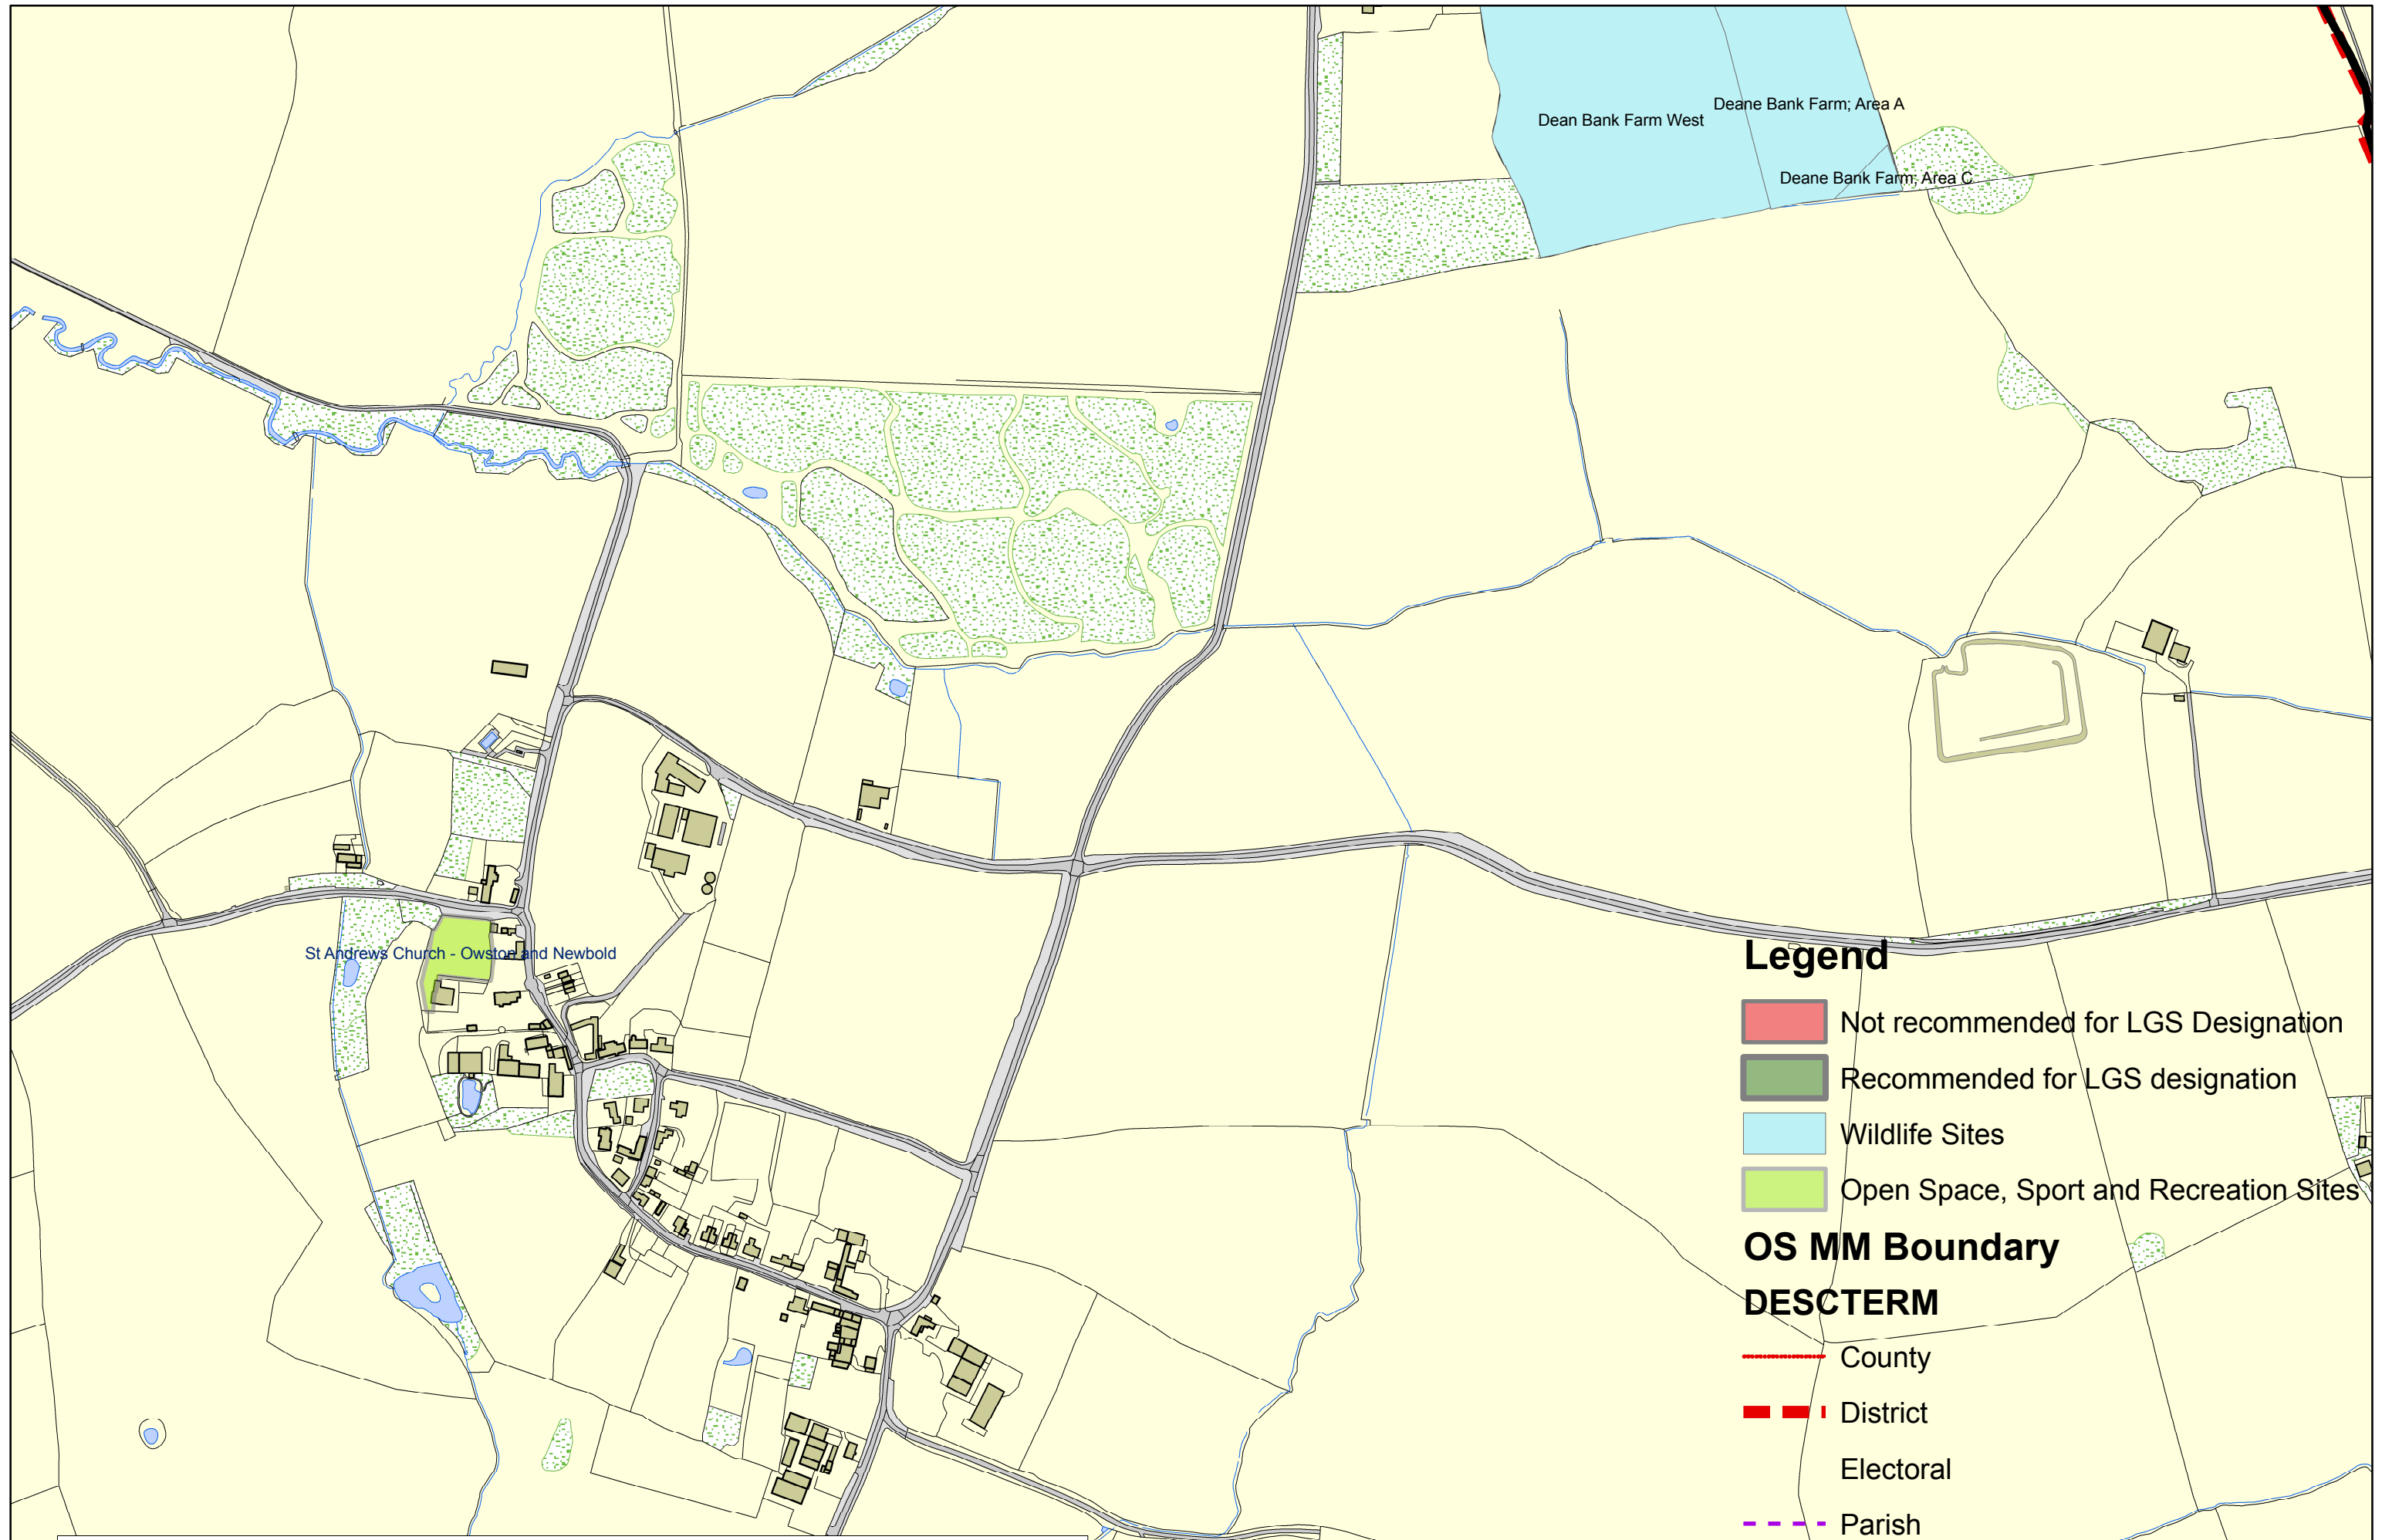 Deane Bank Farm; Area A
Dean Bank Farm West
Deane Bank Farm; Area C
St Andrews Church - Owston and Newbold
Legend
Not recommended for LGS Designation
Recommended for LGS designation
Wildlife Sites
Open Space, Sport and Recreation Sites
OS MM Boundary
DESCTERM
County
District
Electoral
Parish